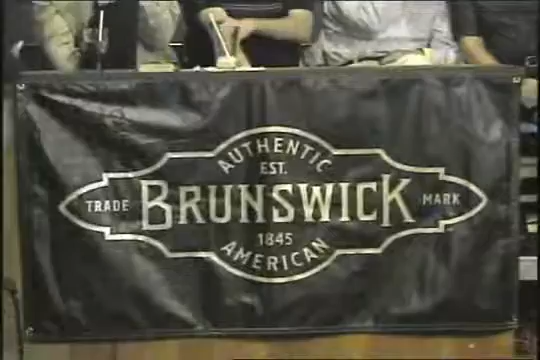 AUTHENTIC
EST.
TRADE BRUNSWICK MARK
1845
AMERICAN